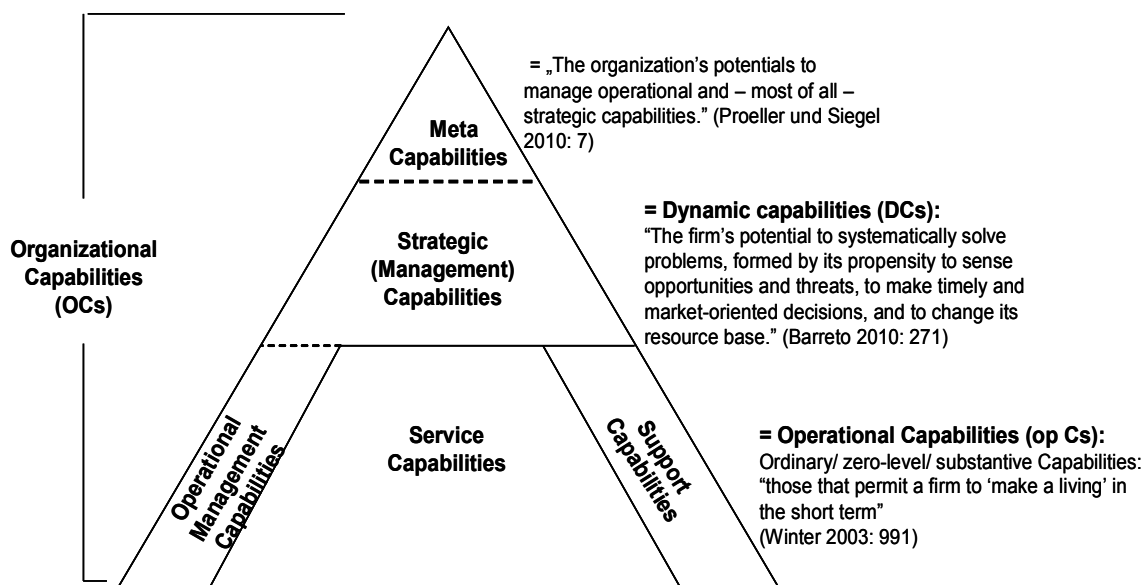 = „The organization's potentials to
manage operational and – most of all –
strategic capabilities.” (Proeller und Siegel
2010: 7)
Meta
Capabilities
= Dynamic capabilities (DCs):
“The firm's potential to systematically solve
problems, formed by its propensity to sense
opportunities and threats, to make timely and
market-oriented decisions, and to change its
resource base.” (Barreto 2010: 271)
Strategic
(Management)
Capabilities
Organizational
Capabilities
(OCs)
Operational
Management
Capabilities
Service
Capabilities
Support
Capabilities
= Operational Capabilities (op Cs):
Ordinary/ zero-level/ substantive Capabilities:
“those that permit a firm to ‘make a living’ in
the short term”
(Winter 2003: 991)